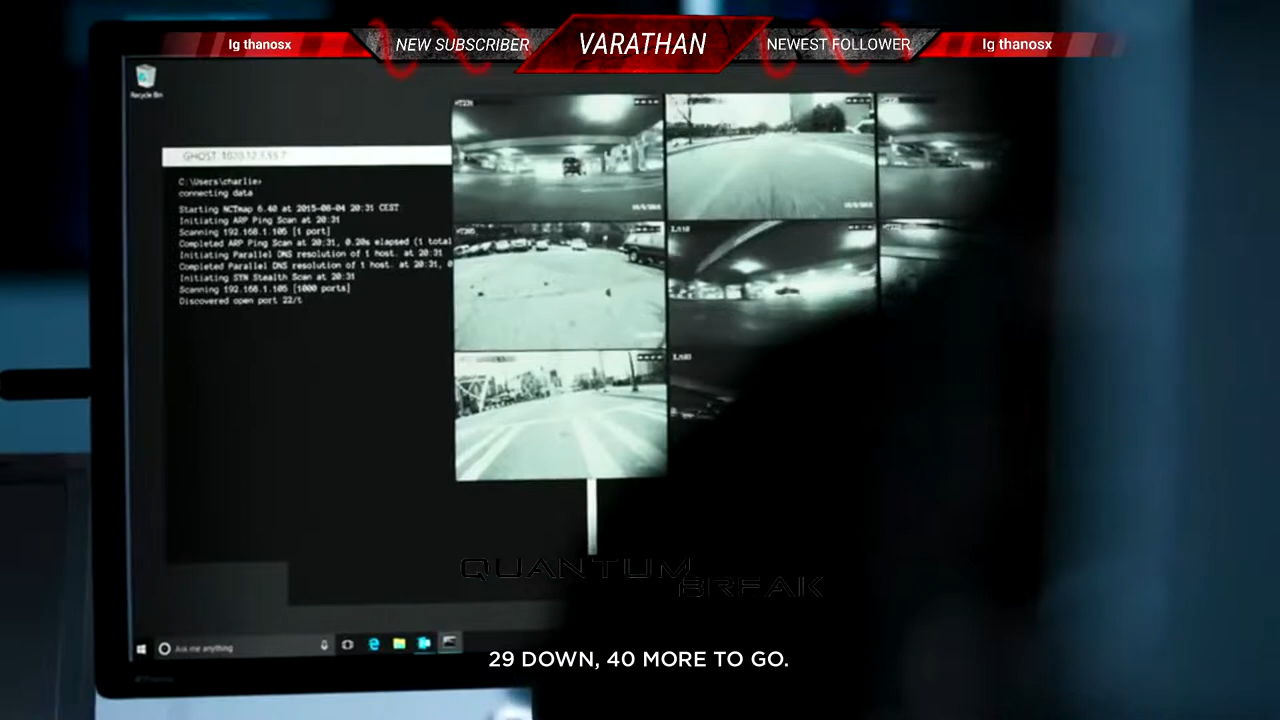 Ig thanosx
NEW SUBSCRIBER
VARATHAN
NEWEST FOLLOWER
Ig thanosx
Recycle Bin
C:\Users\charlie>
connecting data
Starting NCTmap 6.40 at 2015-08-04 20:31 CEST
Initiating ARP Ping Scan at 20:31
Scanning 192.168.1.105 [1 port]
Completed ARP Ping Scan at 20:31, 0.20s elapsed (1 total
Initiating Parallel DNS resolution of 1 host. at 20:31
Completed Parallel DNS resolution of 1 host. at 20:31, 0
Initiating SYN Stealth Scan at 20:31
Scanning 192.168.1.105 [1000 ports]
Discovered open port 22/t
QUANTUM
BREAK
Ask me anything
29 DOWN, 40 MORE TO GO.